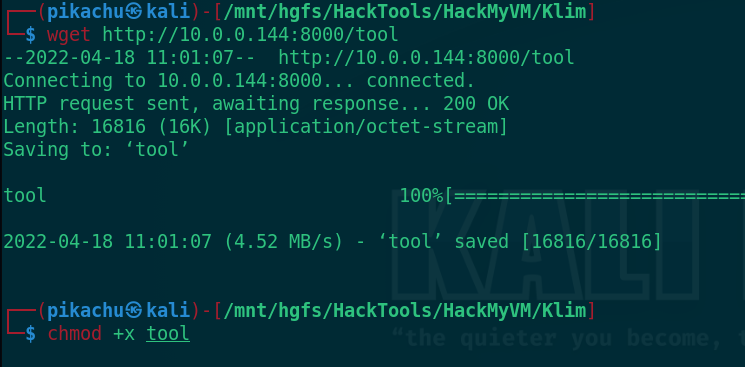 ┌──(pikachu㉿kali)-[/mnt/hgfs/HackTools/HackMyVM/Klim]
└─$ wget http://10.0.0.144:8000/tool
--2022-04-18 11:01:07--  http://10.0.0.144:8000/tool
Connecting to 10.0.0.144:8000... connected.
HTTP request sent, awaiting response... 200 OK
Length: 16816 (16K) [application/octet-stream]
Saving to: ‘tool’
tool 100%[===========================
2022-04-18 11:01:07 (4.52 MB/s) - ‘tool’ saved [16816/16816]
KALI
┌──(pikachu㉿kali)-[/mnt/hgfs/HackTools/HackMyVM/Klim]
└─$ chmod +x tool
“the quieter you become, t